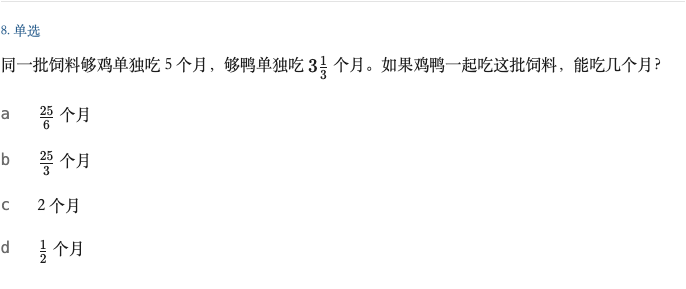 8. 单选
同一批饲料够鸡单独吃 5 个月，够鸭单独吃 3 1/3 个月。如果鸡鸭一起吃这批饲料，能吃几个月?
a 25/6 个月
b 25/3 个月
c 2 个月
d 1/2 个月